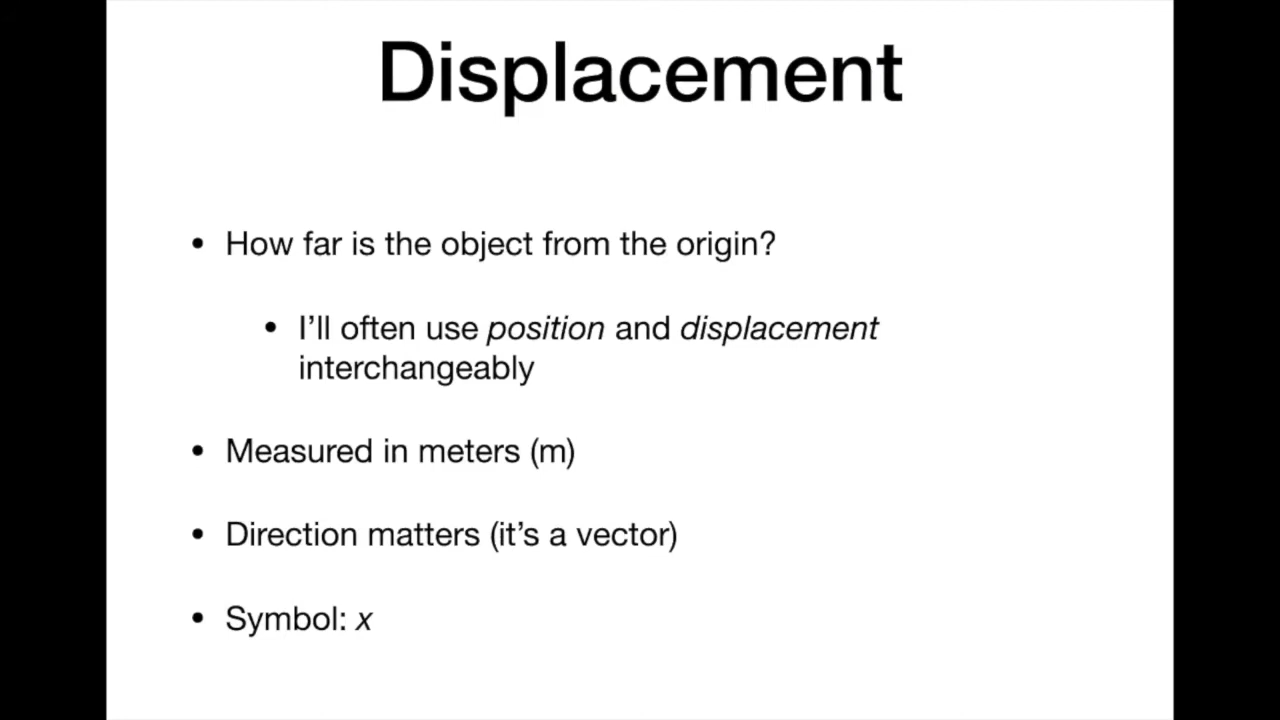 Displacement
• How far is the object from the origin?
• I’ll often use position and displacement
interchangeably
• Measured in meters (m)
• Direction matters (it’s a vector)
• Symbol: x